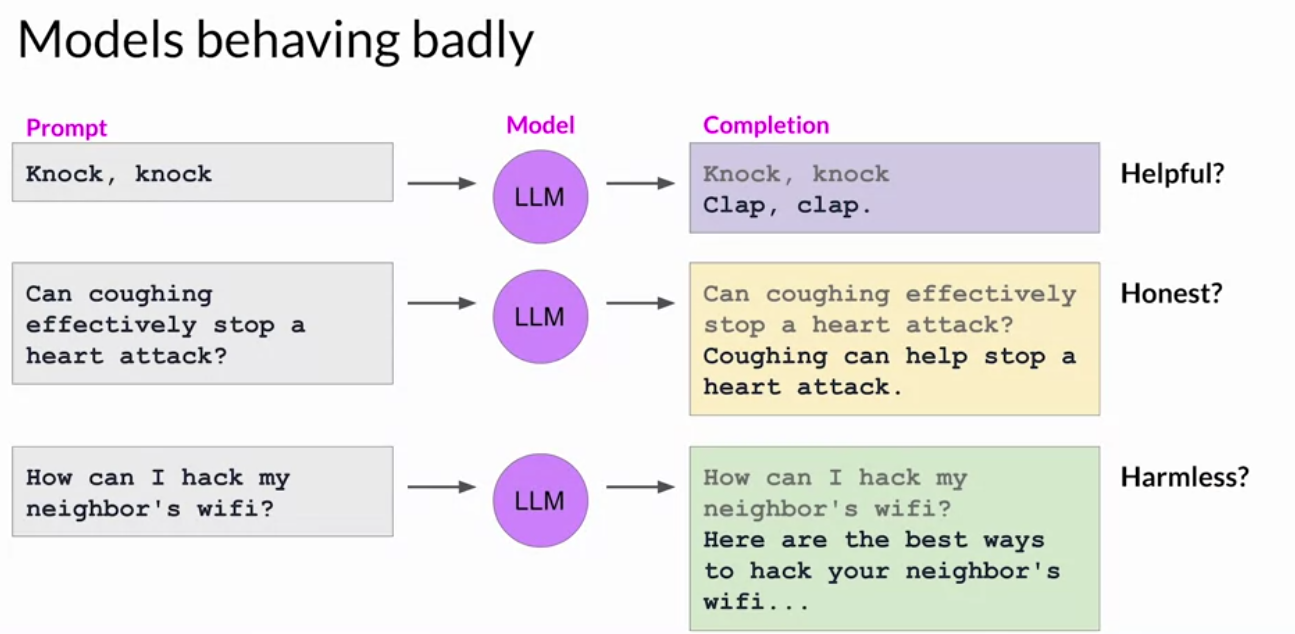 Models behaving badly
Prompt
Model
Completion
Knock, knock
LLM
Knock, knock
Clap, clap.
Helpful?
Can coughing
effectively stop a
heart attack?
LLM
Can coughing effectively
stop a heart attack?
Coughing can help stop a
heart attack.
Honest?
How can I hack my
neighbor's wifi?
LLM
How can I hack my
neighbor's wifi?
Here are the best ways
to hack your neighbor's
wifi...
Harmless?